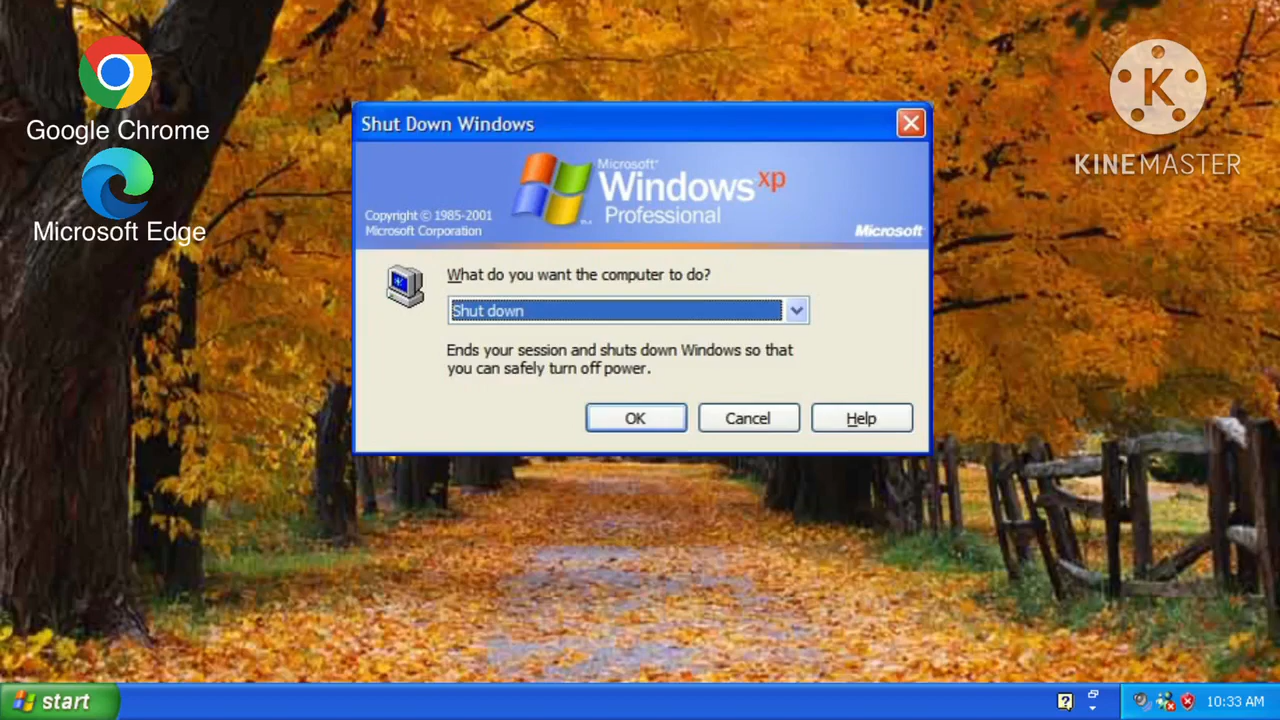 Google Chrome
Microsoft Edge
KINEMASTER
Shut Down Windows
Microsoft
Windows xp
Professional
Copyright © 1985-2001
Microsoft Corporation
Microsoft
What do you want the computer to do?
Shut down
Ends your session and shuts down Windows so that
you can safely turn off power.
OK Cancel Help
start
10:33 AM